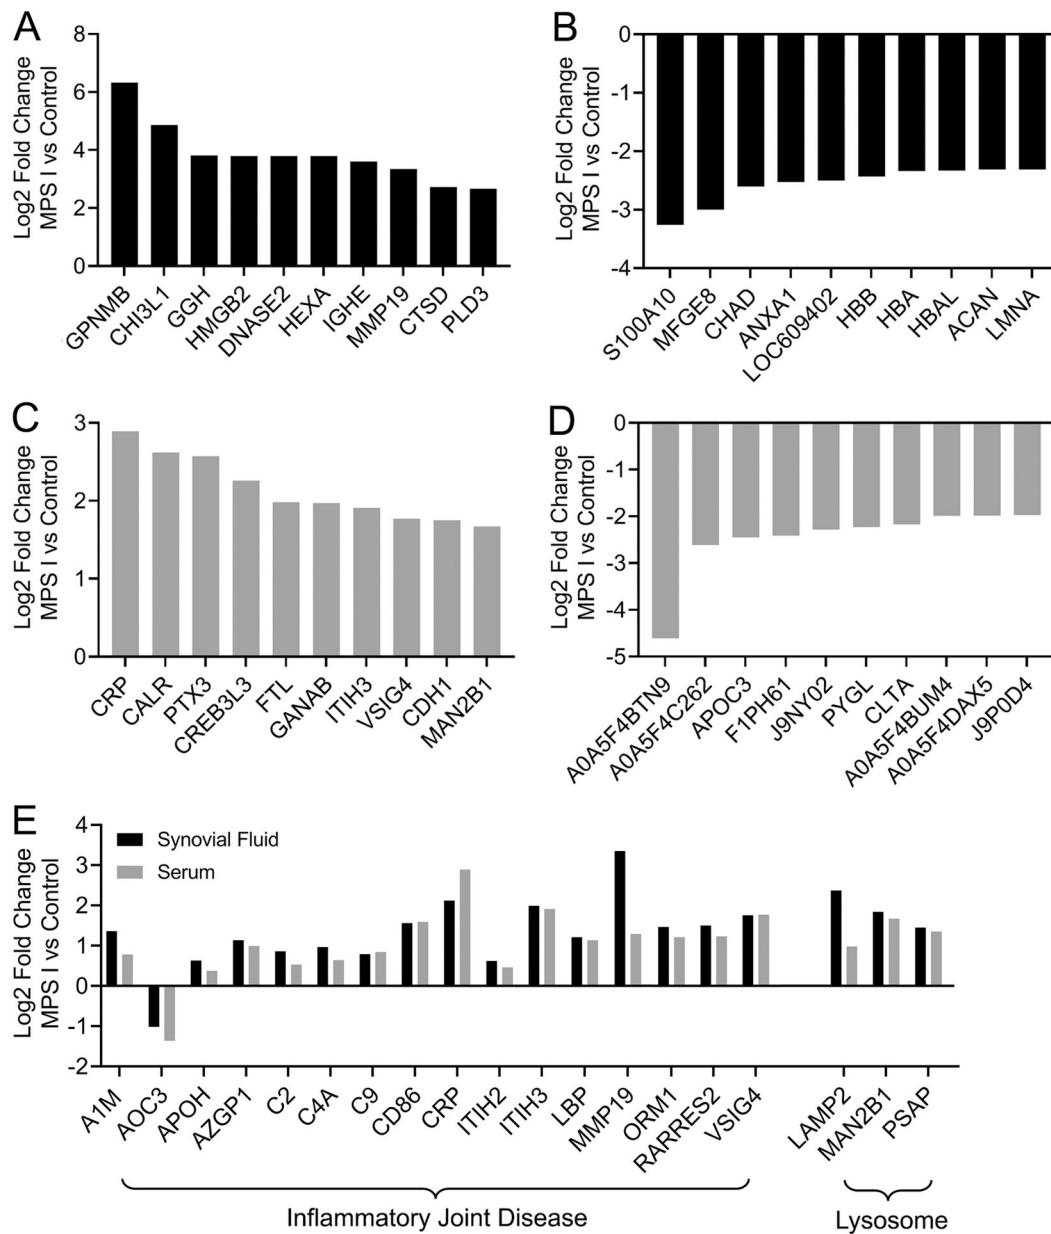 A
Log2 Fold Change
MPS I vs Control
8
6
4
2
0
GPNMB
CHI3L1
GGH
HMGB2
DNASE2
HEXA
IGHE
MMP19
CTSD
PLD3
B
Log2 Fold Change
MPS I vs Control
0
-1
-2
-3
-4
S100A10
MFGE8
CHAD
ANXA1
LOC609402
HBB
HBA
HBAL
ACAN
LMNA
C
Log2 Fold Change
MPS I vs Control
3
2
1
0
CRP
CALR
PTX3
CREB3L3
FTL
GANAB
ITIH3
VSIG4
CDH1
MAN2B1
D
Log2 Fold Change
MPS I vs Control
0
-1
-2
-3
-4
-5
A0A5F4BTN9
A0A5F4C262
APOC3
F1PH61
J9NY02
PYGL
CLTA
A0A5F4BUM4
A0A5F4DAX5
J9P0D4
E
Log2 Fold Change
MPS I vs Control
4
3
2
1
0
-1
-2
Synovial Fluid
Serum
A1M
AOC3
APOH
AZGP1
C2
C4A
C9
CD86
CRP
ITIH2
ITIH3
LBP
MMP19
ORM1
RARRES2
VSIG4
LAMP2
MAN2B1
PSAP
Inflammatory Joint Disease
Lysosome